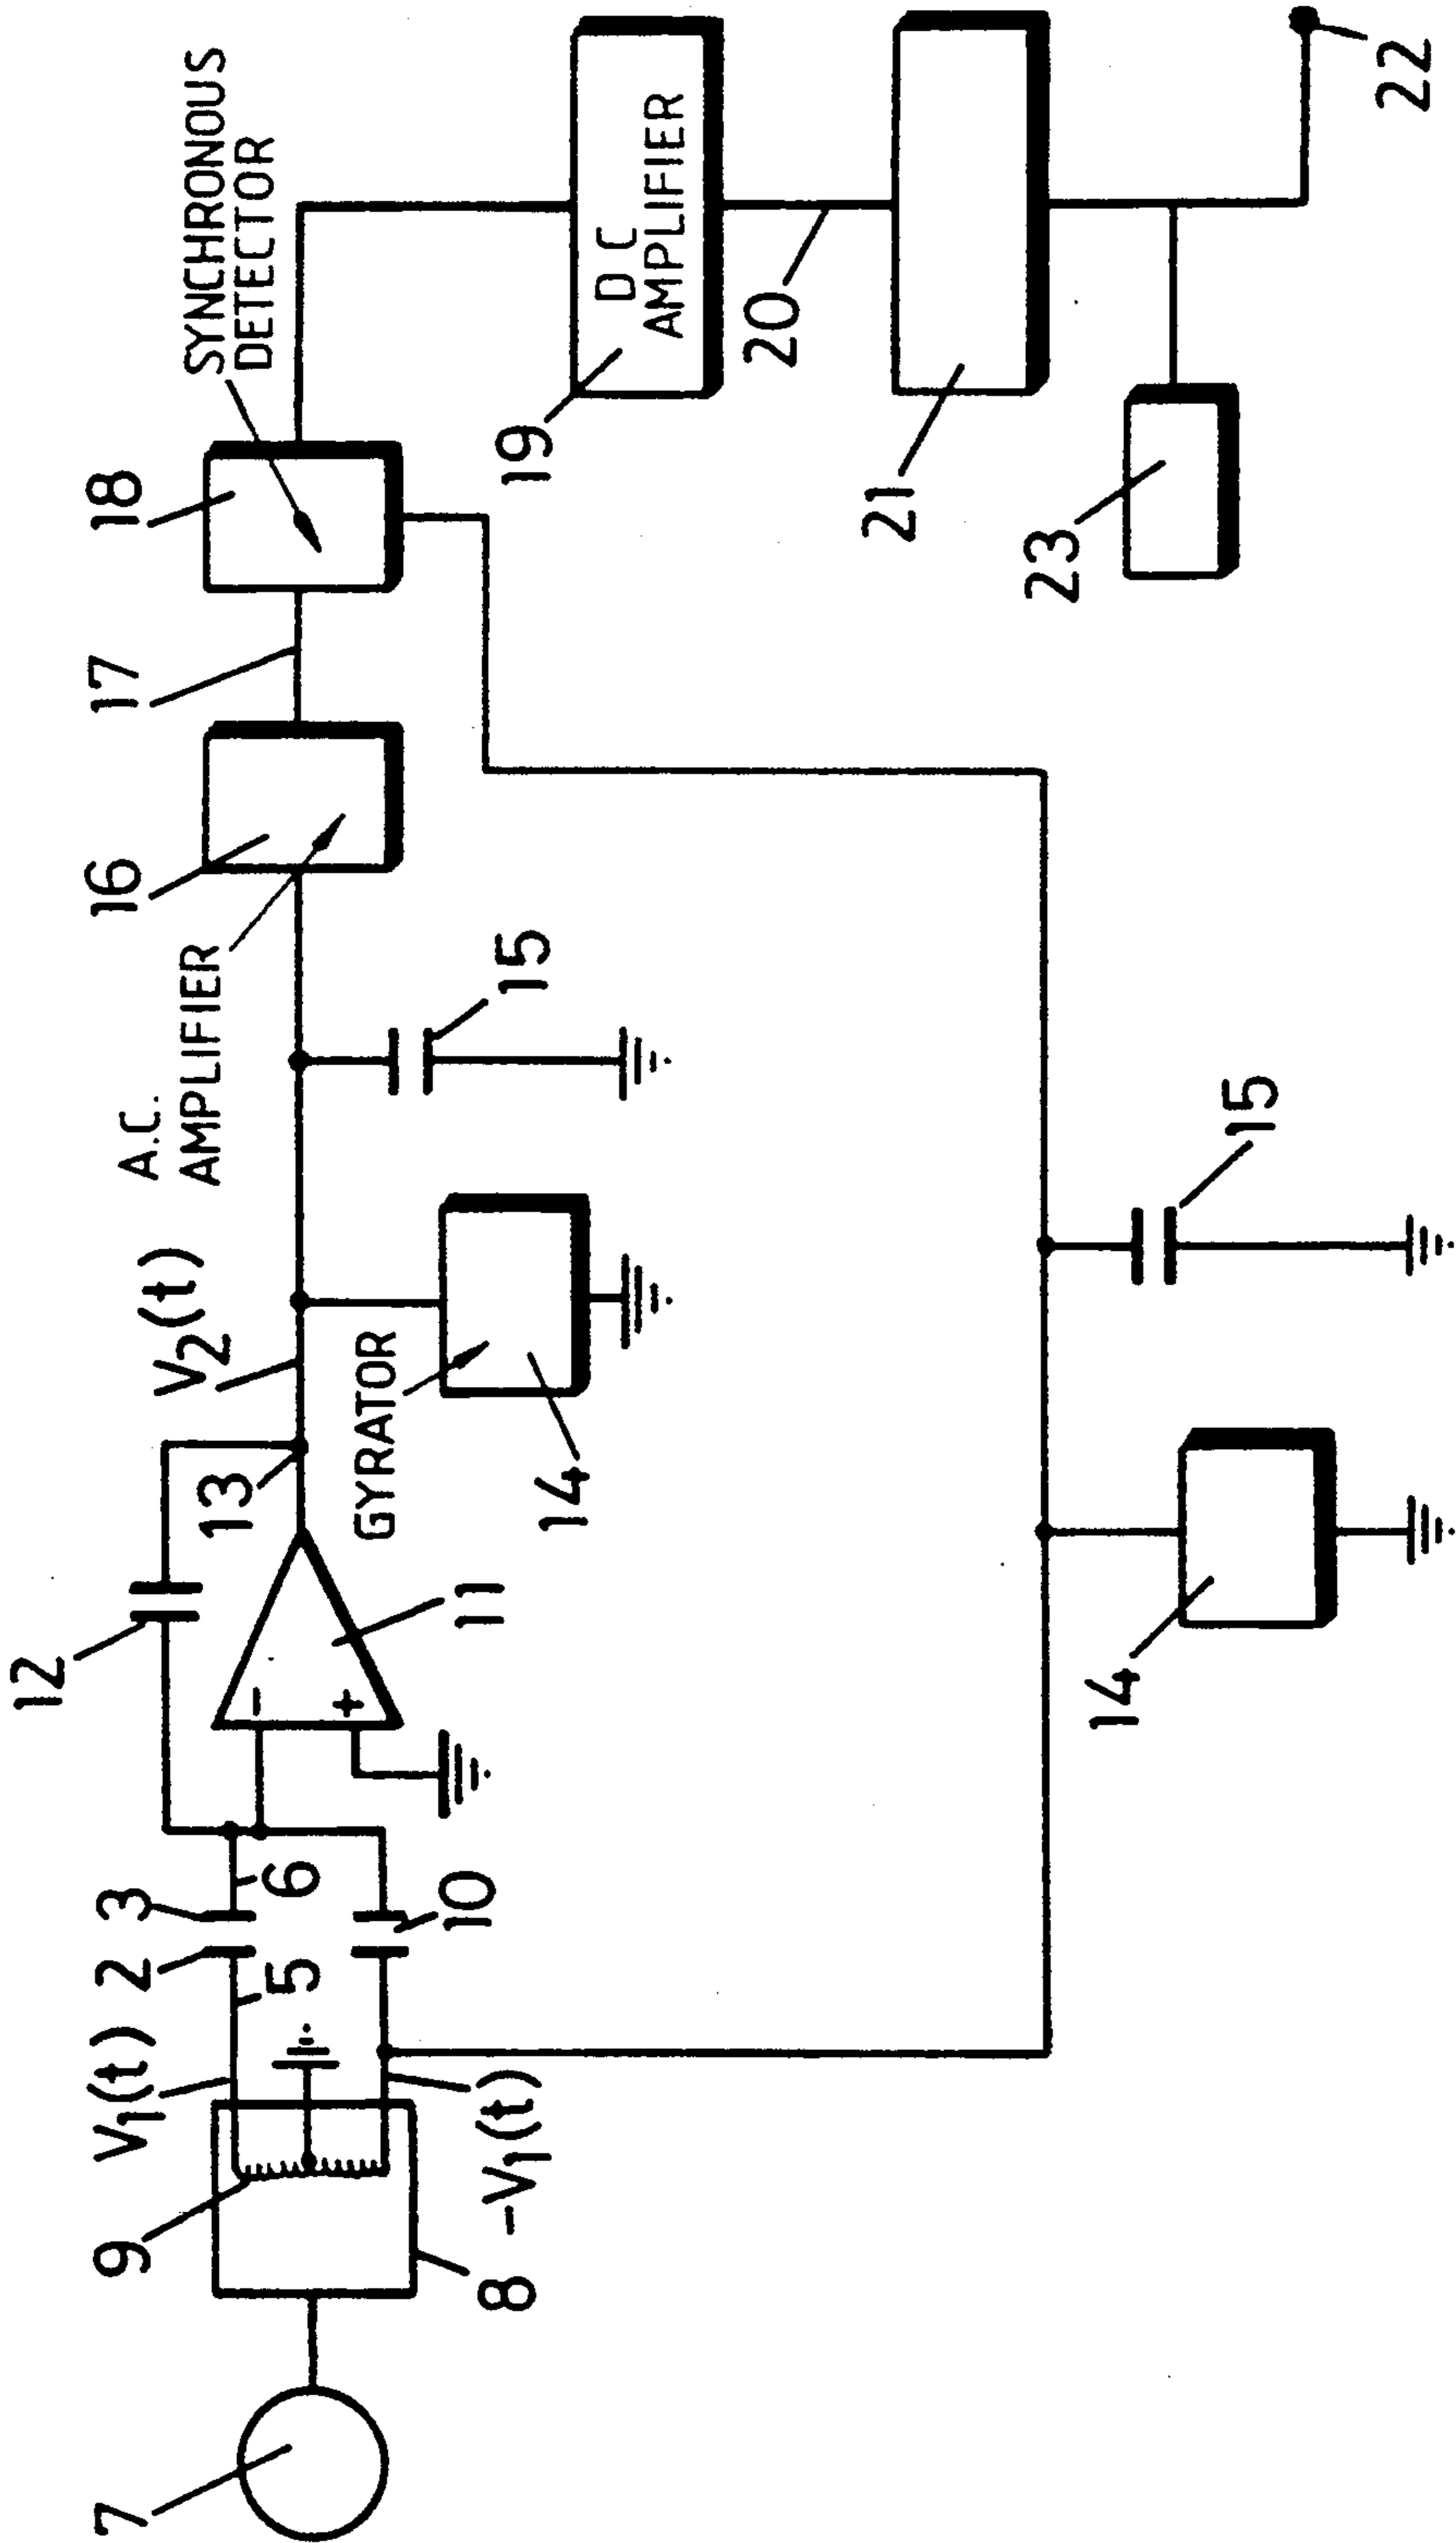 7
9
8
V1(t)
-V1(t)
5
2
3
6
10
12
11
-
+
13
V2(t)
GYRATOR
14
14
A.C.
AMPLIFIER
15
15
16
17
18
SYNCHRONOUS
DETECTOR
19
D C
AMPLIFIER
20
21
23
22